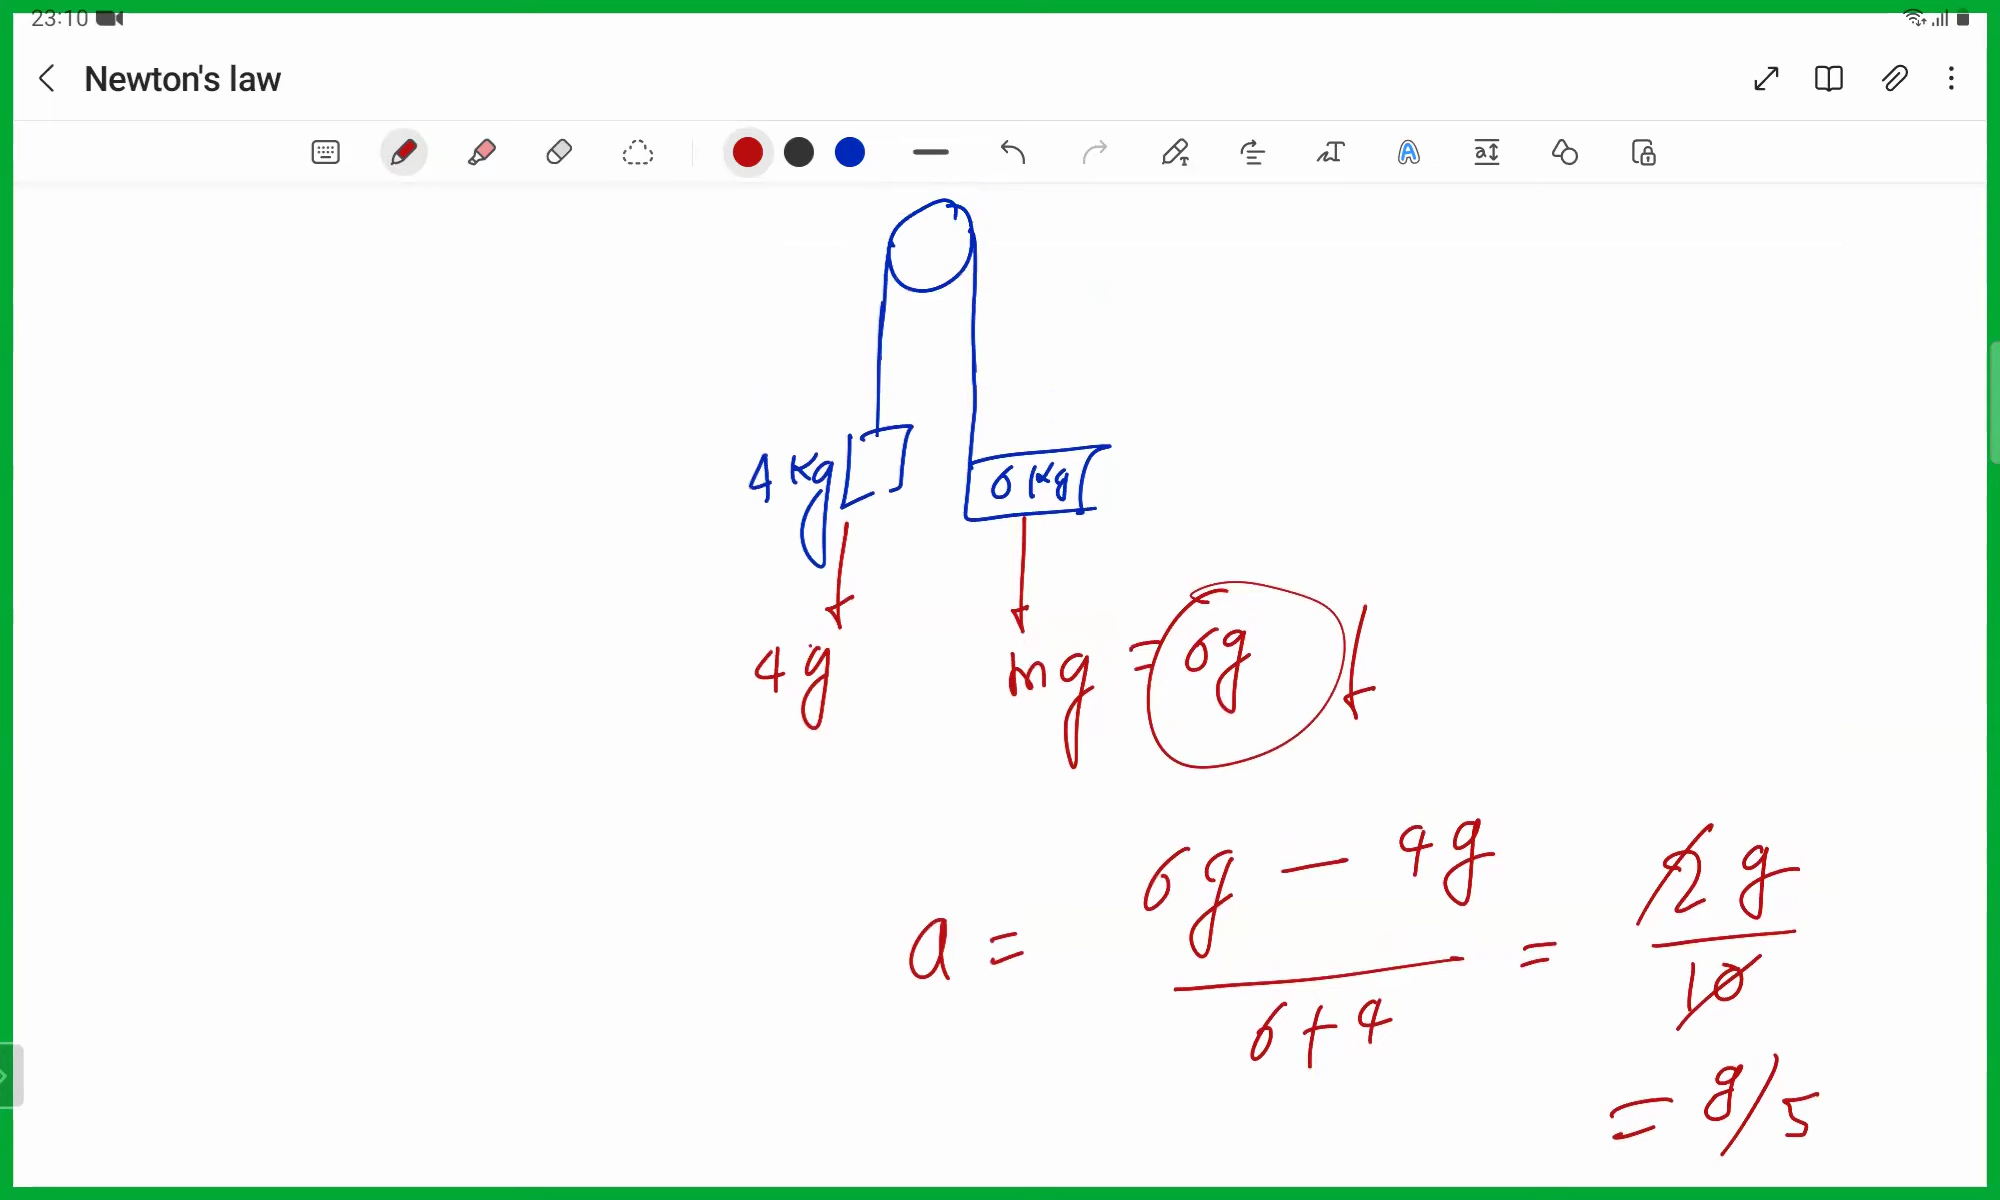 23:10
Newton's law
4 kg
6 kg
4g
mg = 6g
a = 6g - 4g / 6+4 = 2g / 10
= g/5